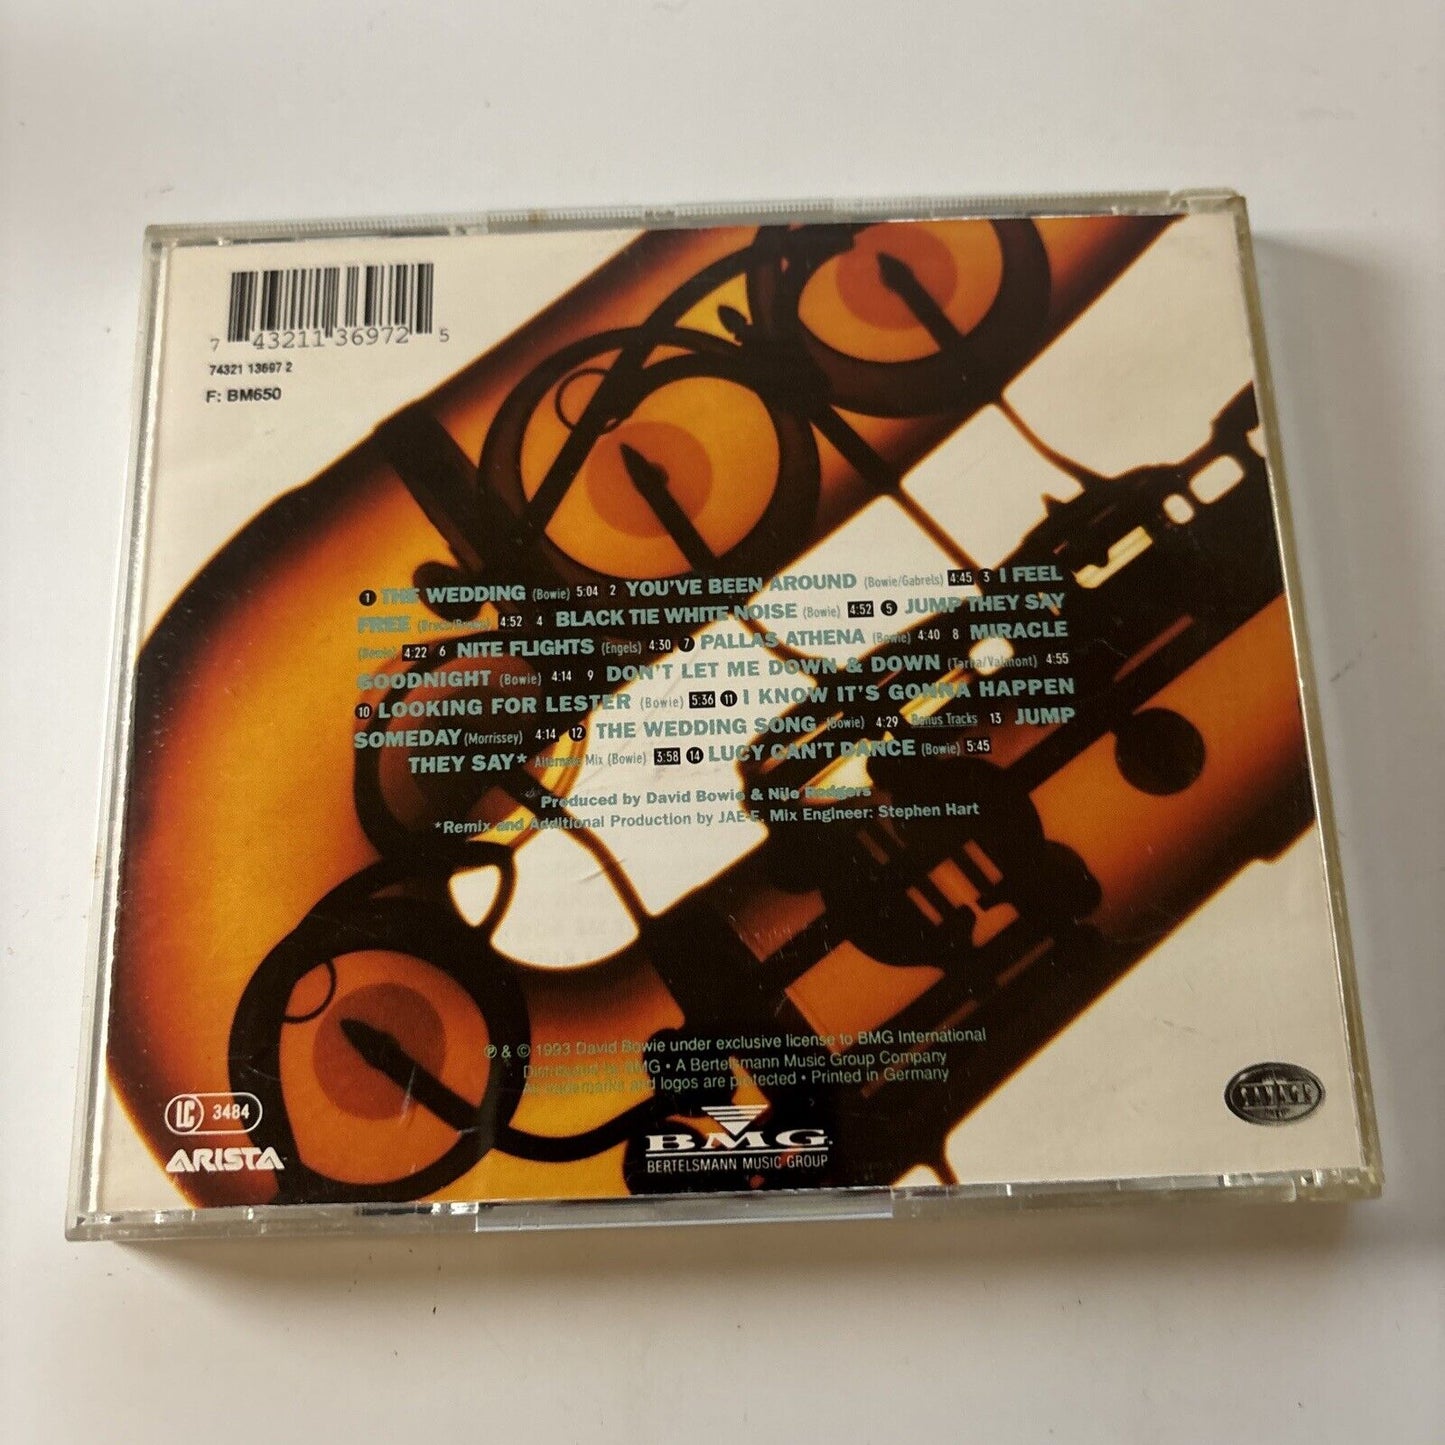 7 43211 36972 5
74321 13697 2
F: BM650
1 THE WEDDING (Bowie) 5:04 2 YOU'VE BEEN AROUND (Bowie/Gabrels) 4:45 3 I FEEL
FREE (Bruce/Brown) 4:52 4 BLACK TIE WHITE NOISE (Bowie) 4:52 5 JUMP THEY SAY
(Bowie) 4:22 6 NITE FLIGHTS (Engels) 4:30 7 PALLAS ATHENA (Bowie) 4:40 8 MIRACLE
GOODNIGHT (Bowie) 4:14 9 DON'T LET ME DOWN & DOWN (Tarha/Valmont) 4:55
10 LOOKING FOR LESTER (Bowie) 5:36 11 I KNOW IT'S GONNA HAPPEN
SOMEDAY (Morrissey) 4:14 12 THE WEDDING SONG (Bowie) 4:29 Bonus Tracks 13 JUMP
THEY SAY* Alternate Mix (Bowie) 3:58 14 LUCY CAN'T DANCE (Bowie) 5:45
Produced by David Bowie & Nile Rodgers
*Remix and Additional Production by JAE-E, Mix Engineer: Stephen Hart
℗ & © 1993 David Bowie under exclusive license to BMG International
Distributed by BMG • A Bertelsmann Music Group Company
All trademarks and logos are protected • Printed in Germany
LC 3484
ARISTA
BMG
BERTELSMANN MUSIC GROUP
SAVAGE